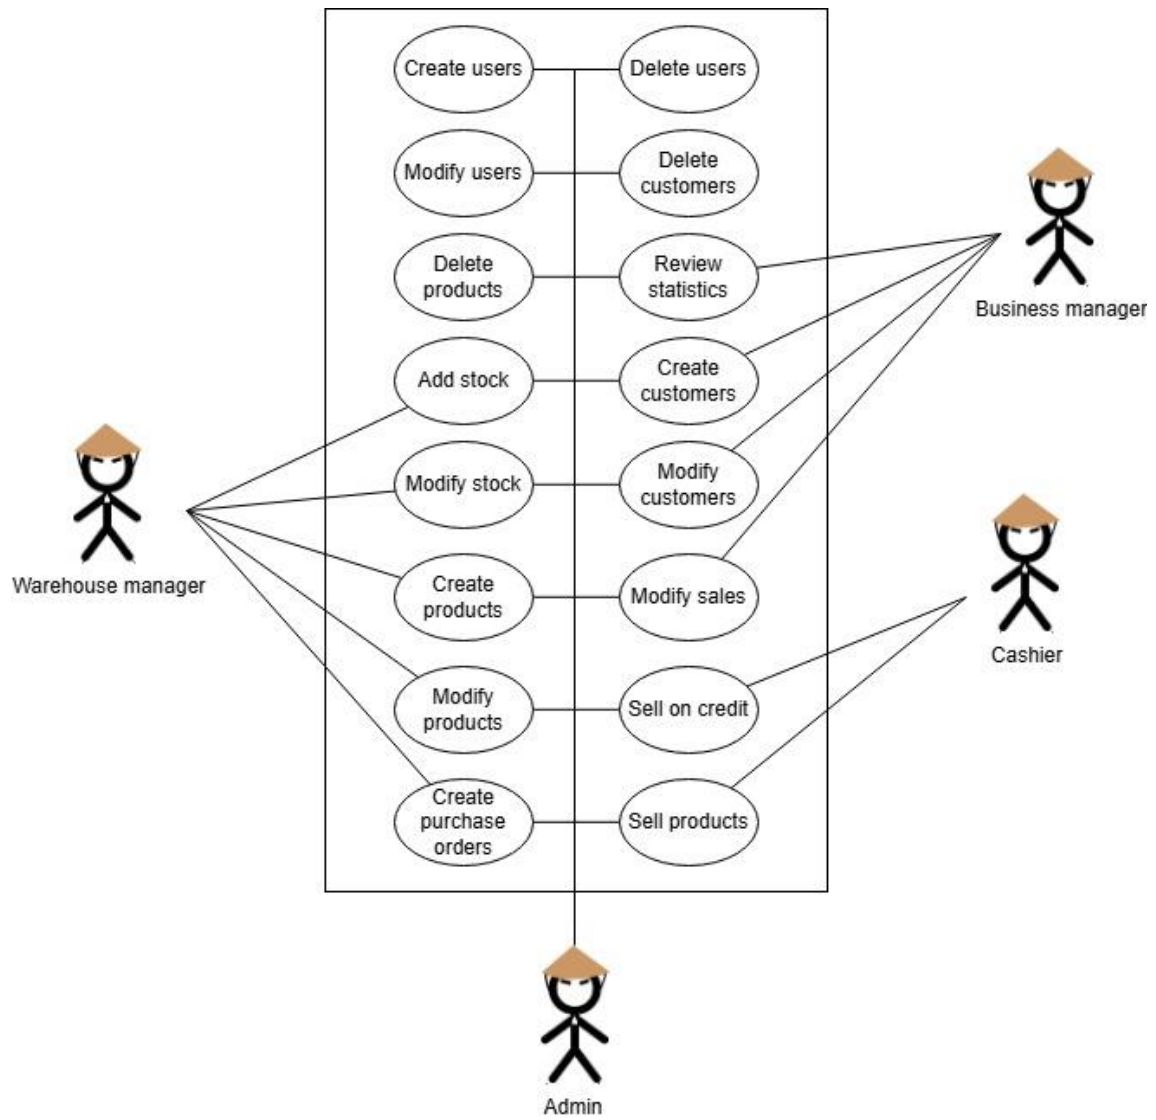 Create users
Delete users
Modify users
Delete
customers
Delete
products
Review
statistics
Business manager
Add stock
Create
customers
Modify stock
Modify
customers
Warehouse manager
Create
products
Modify sales
Cashier
Modify
products
Sell on credit
Create
purchase
orders
Sell products
Admin